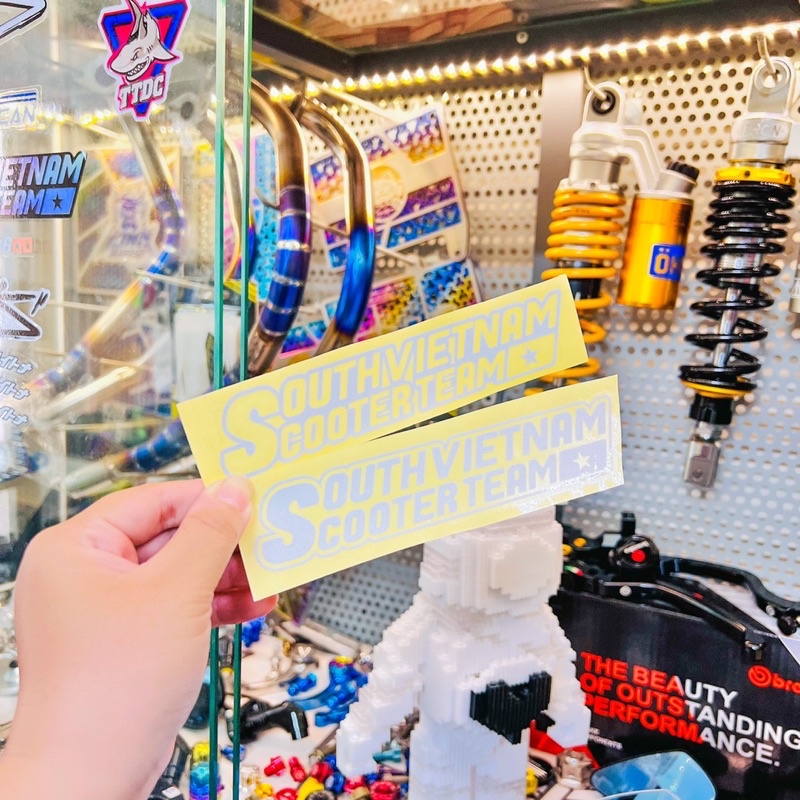 TTDC
VIETNAM
TEAM
SOUTH VIETNAM
SCOOTER TEAM
SOUTH VIETNAM
SCOOTER TEAM
THE BEAUTY
OF OUTSTANDING
PERFORMANCE.